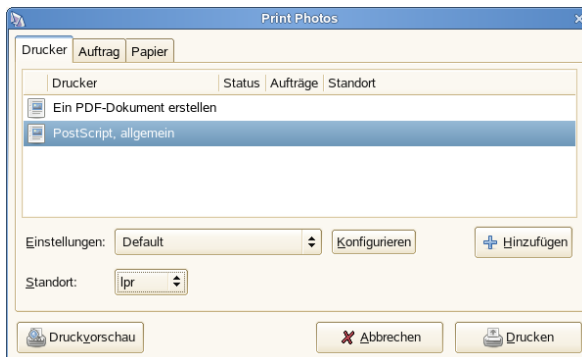 Print Photos
Drucker Auftrag Papier
Drucker Status Aufträge Standort
Ein PDF-Dokument erstellen
PostScript, allgemein
Einstellungen: Default Konfigurieren Hinzufügen
Standort: lpr
Druckvorschau Abbrechen Drucken